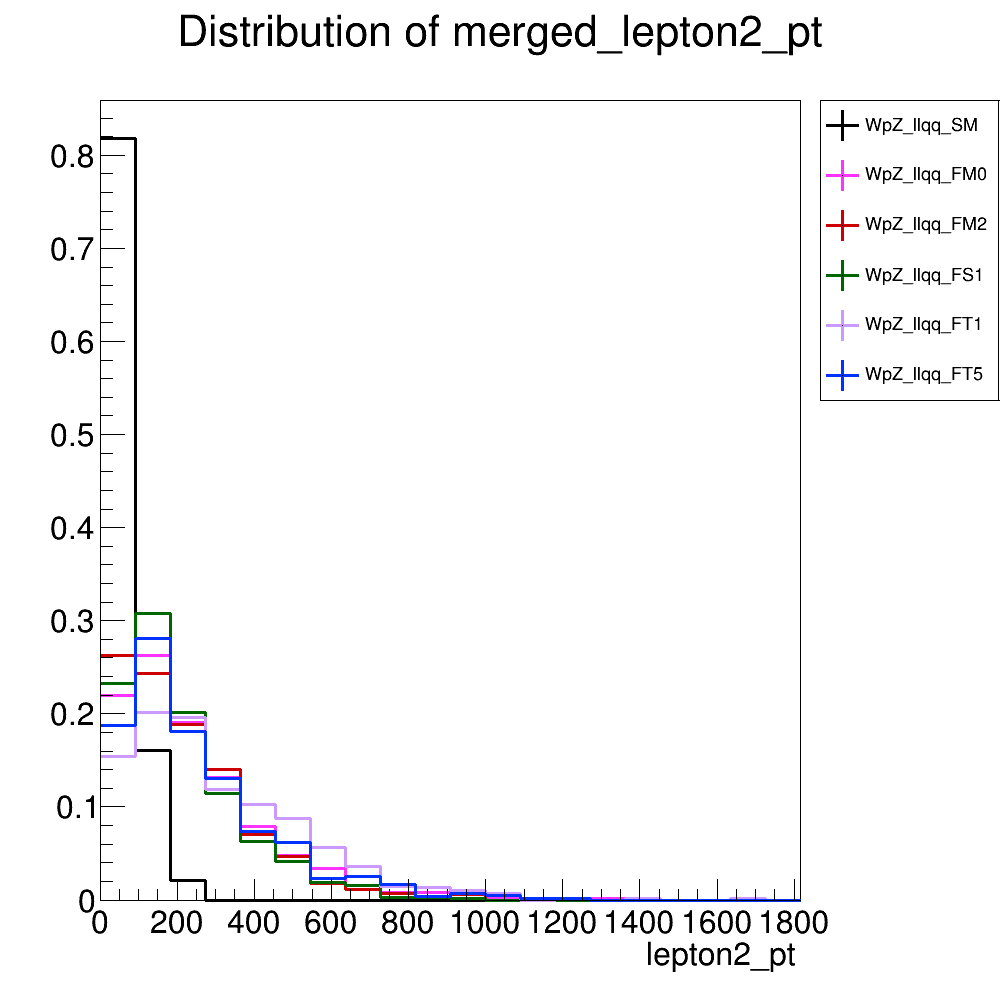 Distribution of merged_lepton2_pt
WpZ_llqq_SM
WpZ_llqq_FM0
WpZ_llqq_FM2
WpZ_llqq_FS1
WpZ_llqq_FT1
WpZ_llqq_FT5
0.8
0.7
0.6
0.5
0.4
0.3
0.2
0.1
0
0 200 400 600 800 1000 1200 1400 1600 1800
lepton2_pt